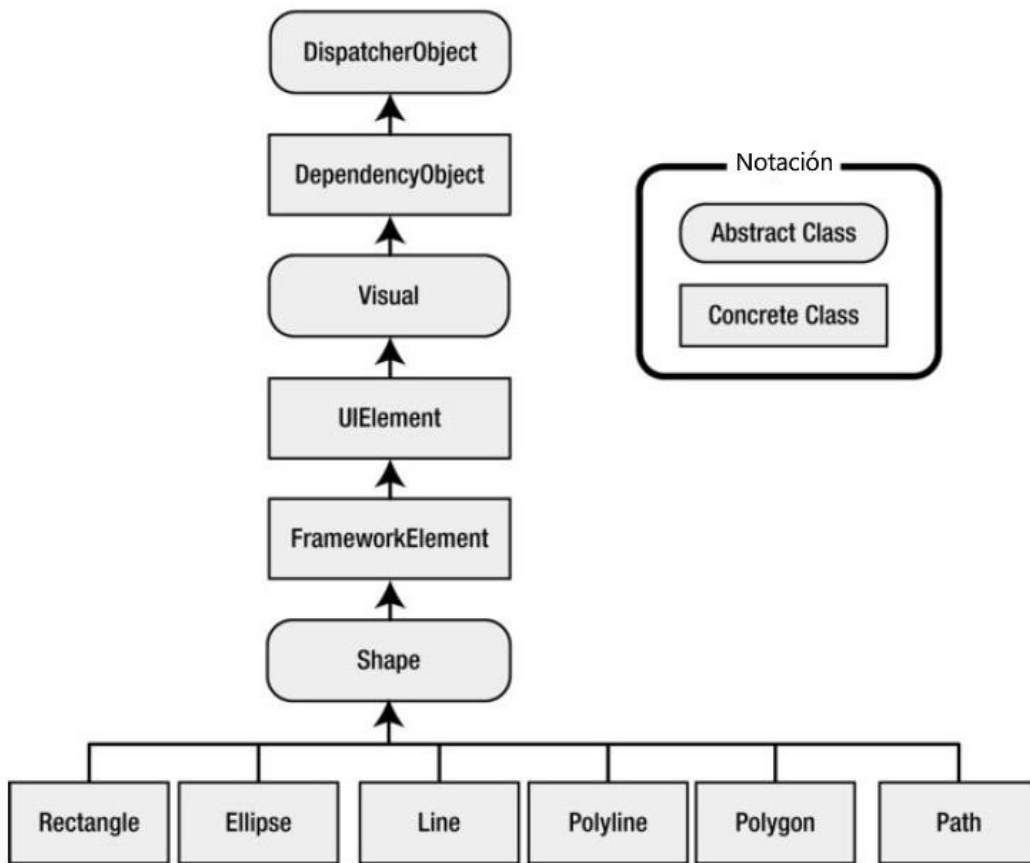 DispatcherObject
DependencyObject
Visual
UIElement
FrameworkElement
Shape
Rectangle
Ellipse
Line
Polyline
Polygon
Path
Notación
Abstract Class
Concrete Class